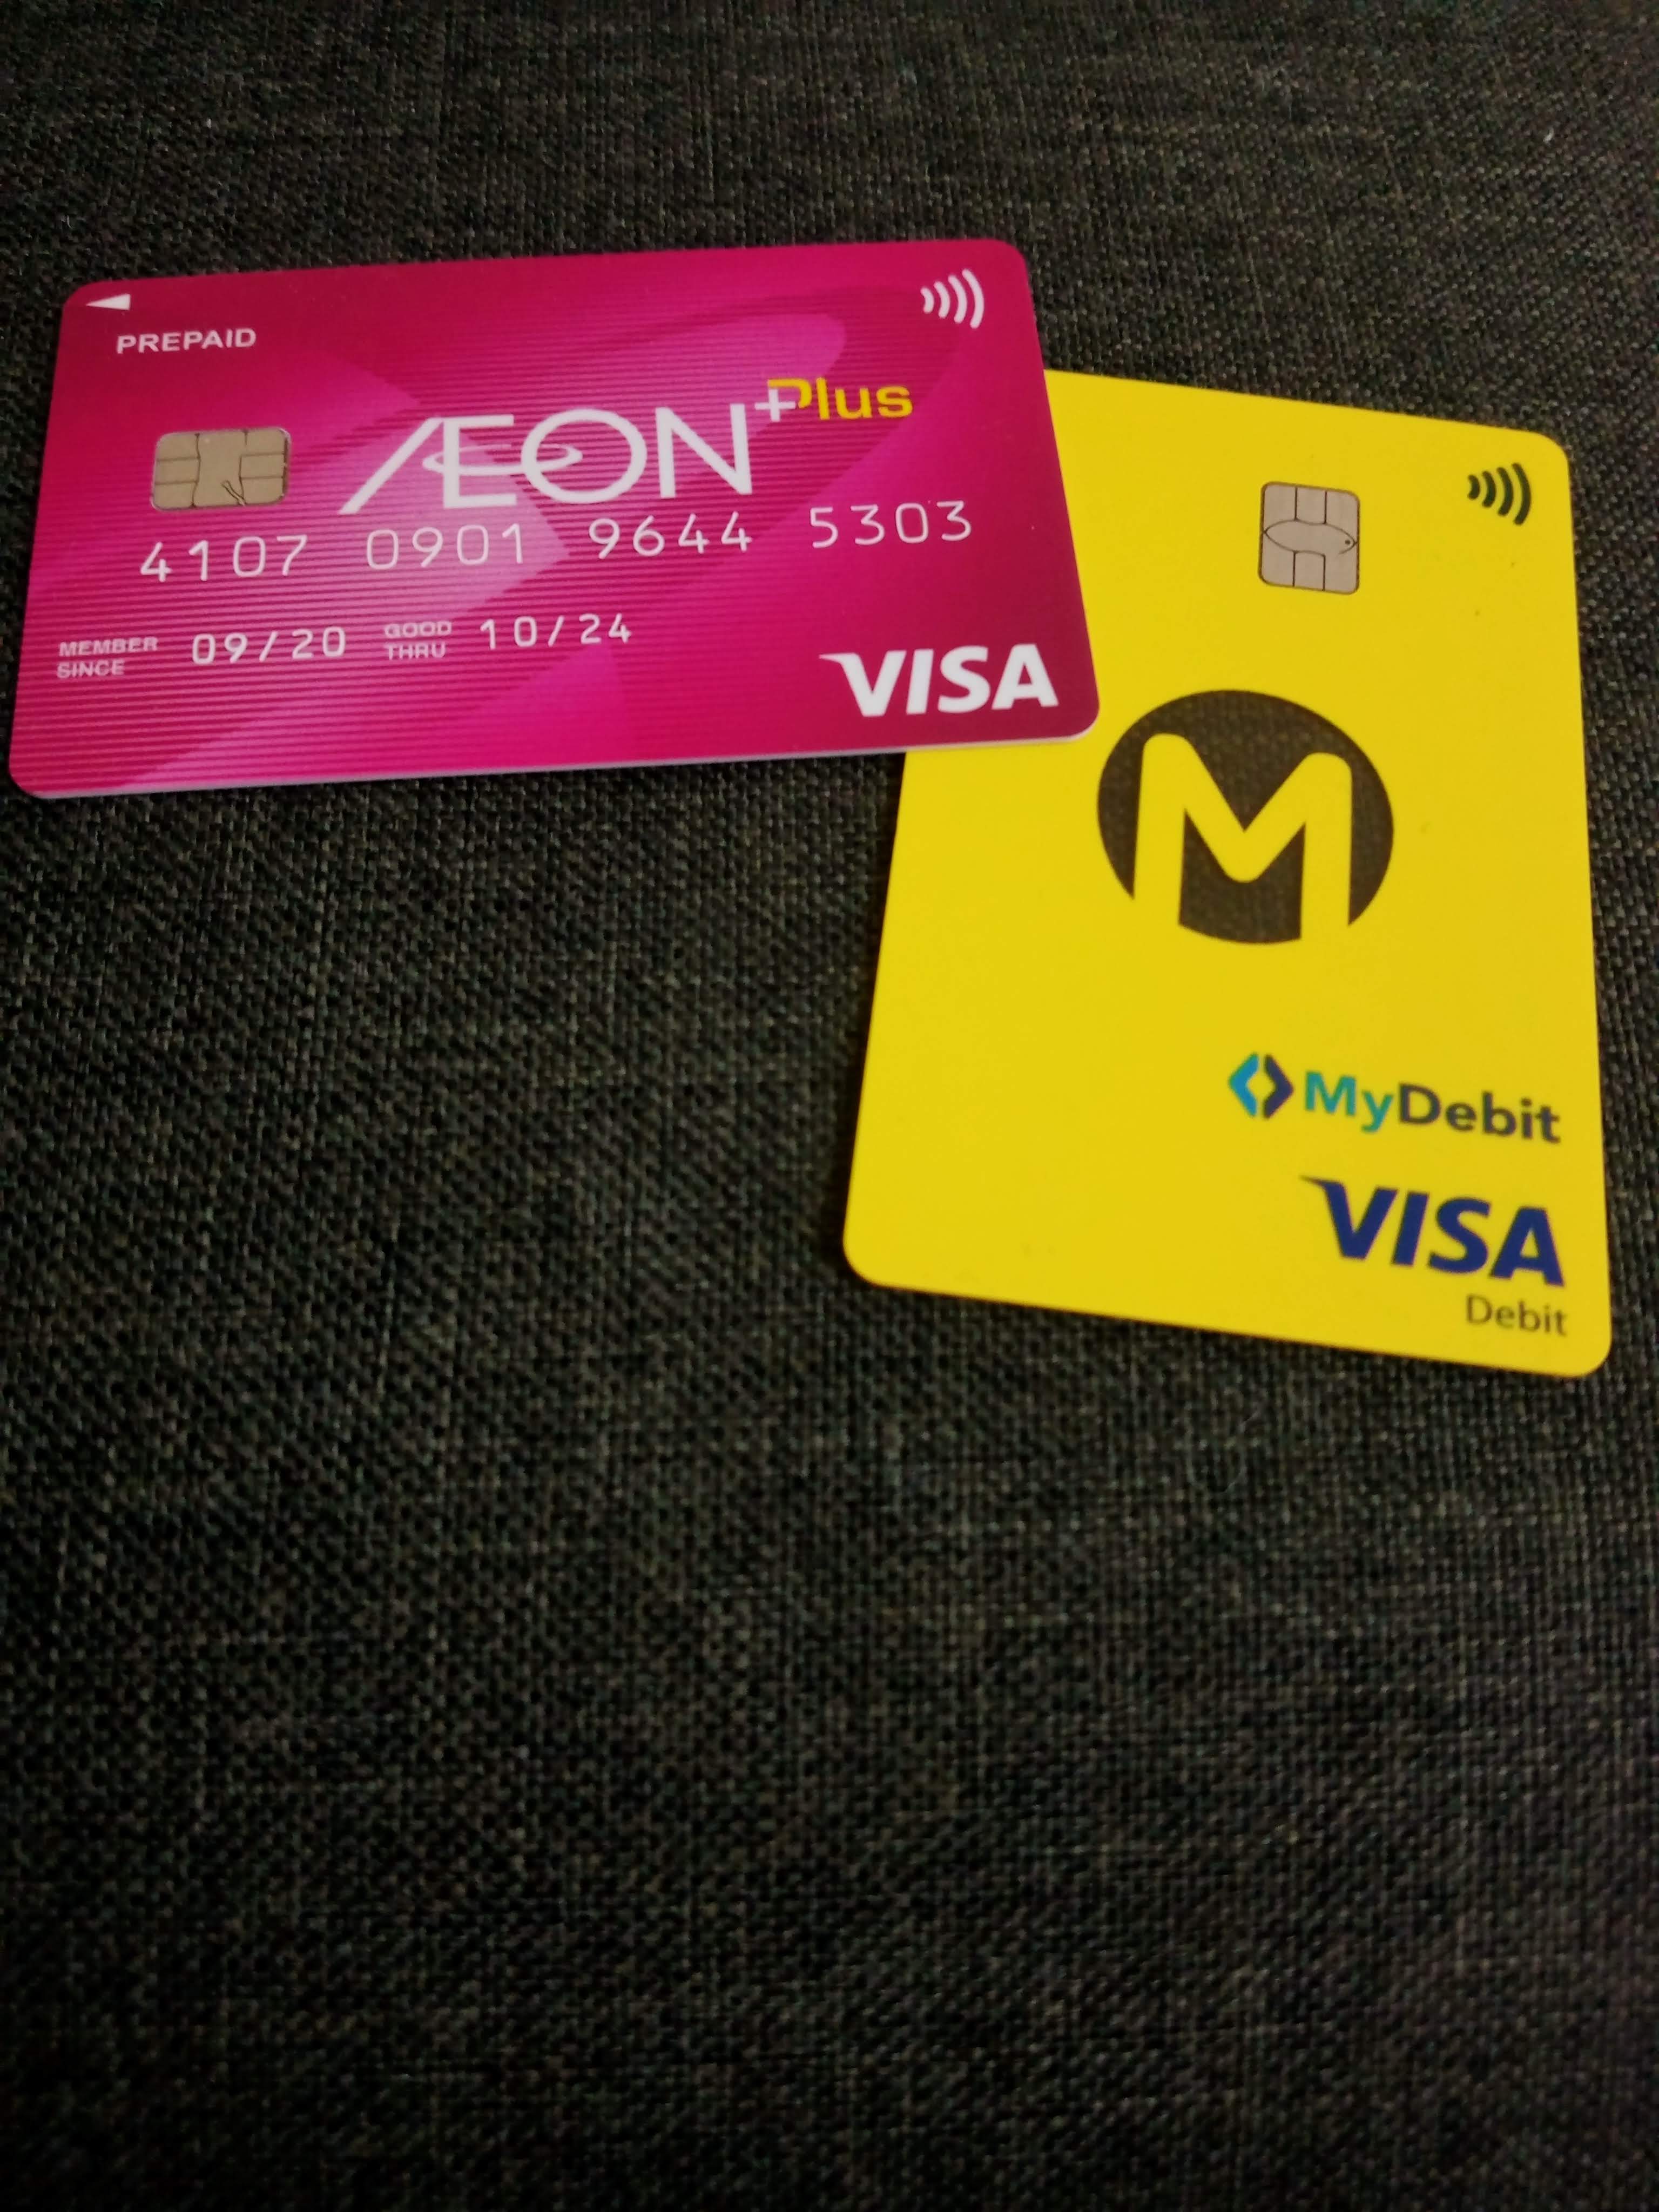 PREPAID
ÆON +Plus
4107 0901 9644 5303
MEMBER SINCE 09/20 GOOD THRU 10/24
VISA
M
MyDebit
VISA
Debit